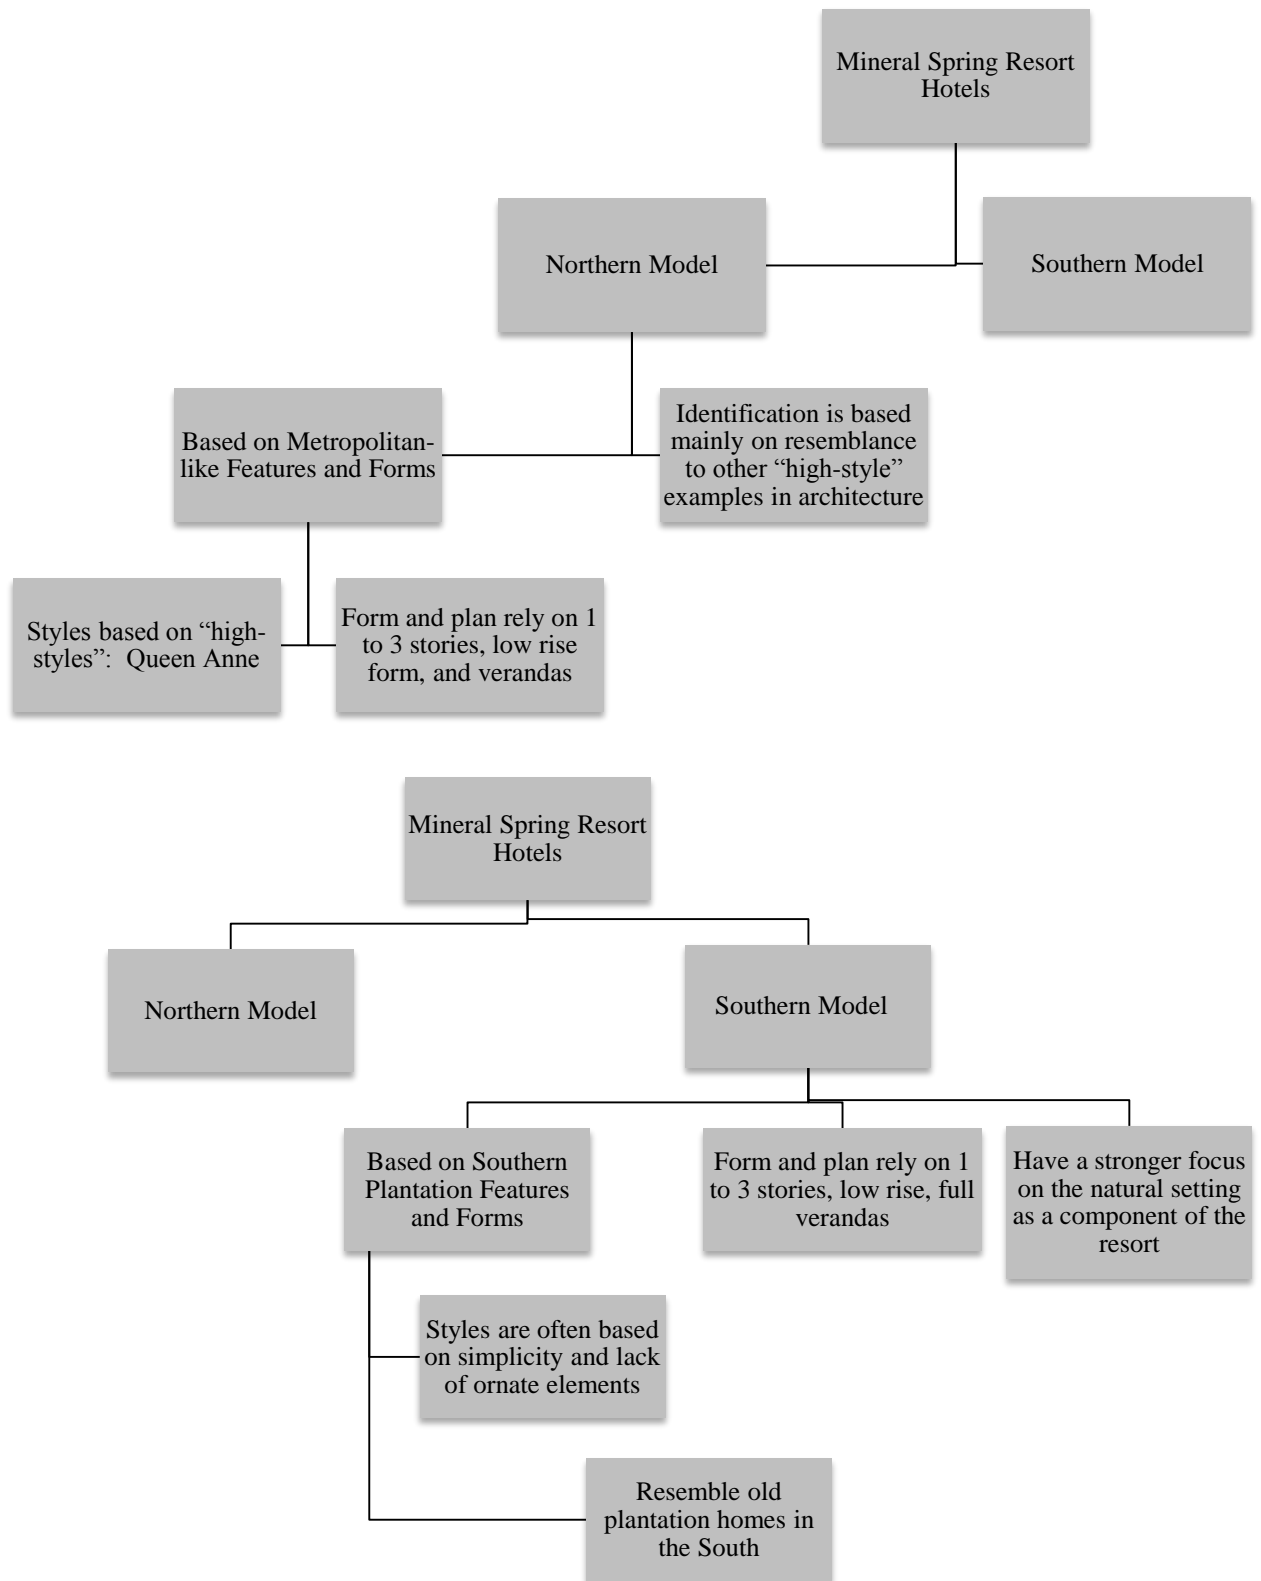 Mineral Spring Resort
Hotels
Northern Model
Southern Model
Based on Metropolitan-
like Features and Forms
Identification is based
mainly on resemblance
to other “high-style”
examples in architecture
Styles based on “high-
styles”:  Queen Anne
Form and plan rely on 1
to 3 stories, low rise
form, and verandas
Mineral Spring Resort
Hotels
Northern Model
Southern Model
Based on Southern
Plantation Features
and Forms
Form and plan rely on 1
to 3 stories, low rise, full
verandas
Have a stronger focus
on the natural setting
as a component of the
resort
Styles are often based
on simplicity and lack
of ornate elements
Resemble old
plantation homes in
the South